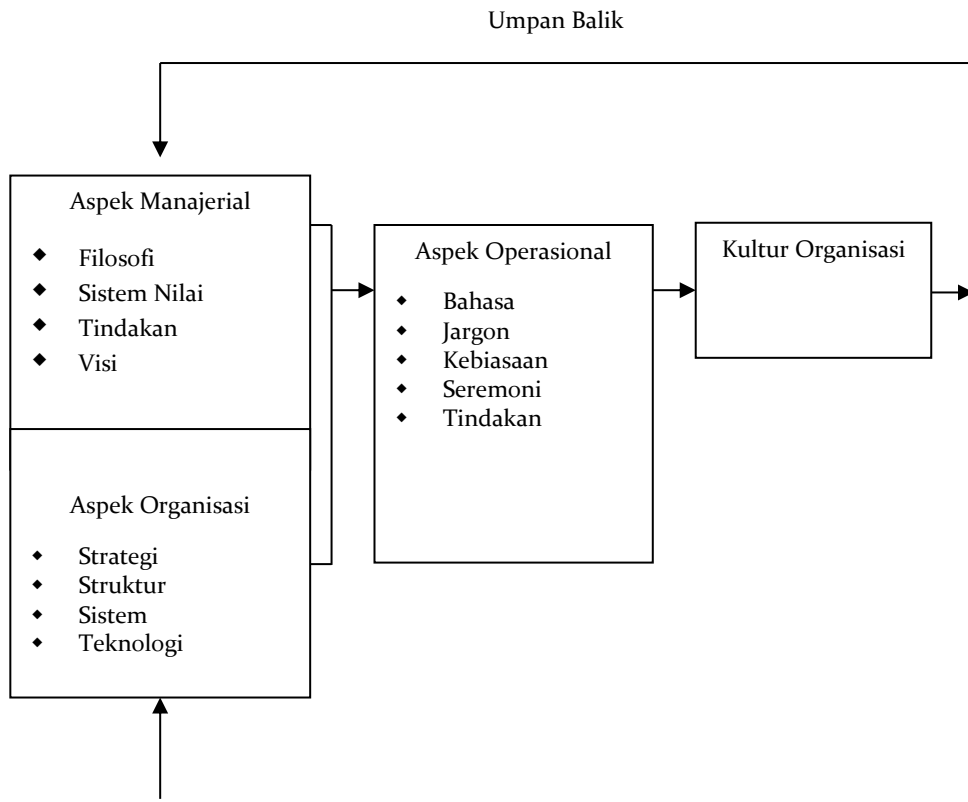 Umpan Balik
Aspek Manajerial
Filosofi
Sistem Nilai
Tindakan
Visi
Aspek Organisasi
Strategi
Struktur
Sistem
Teknologi
Aspek Operasional
Bahasa
Jargon
Kebiasaan
Seremoni
Tindakan
Kultur Organisasi